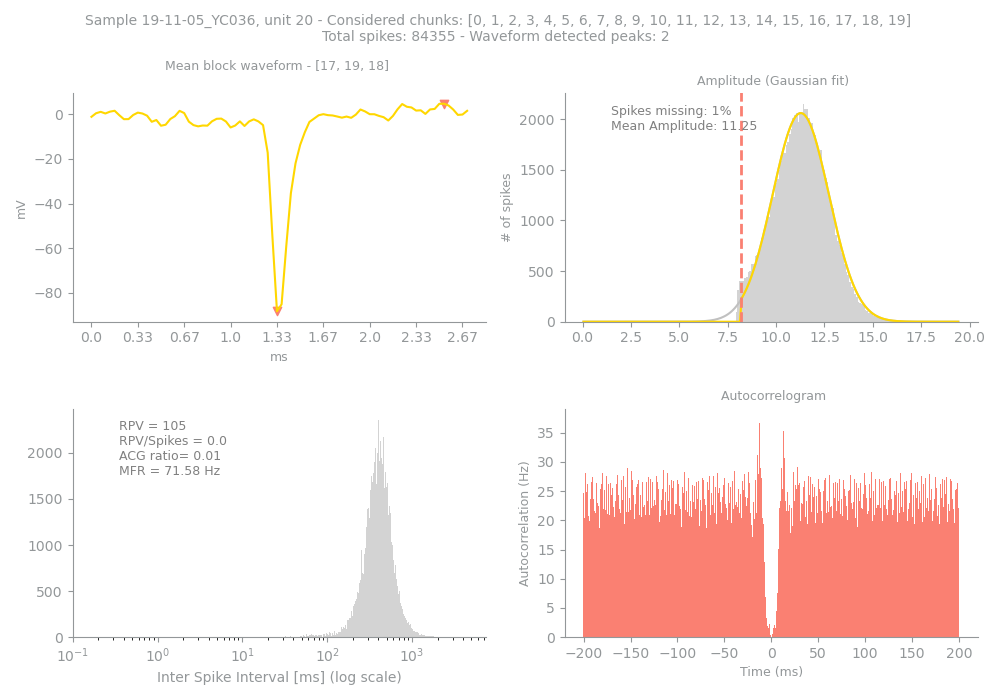 Sample 19-11-05_YC036, unit 20 - Considered chunks: [0, 1, 2, 3, 4, 5, 6, 7, 8, 9, 10, 11, 12, 13, 14, 15, 16, 17, 18, 19]
Total spikes: 84355 - Waveform detected peaks: 2
Mean block waveform - [17, 19, 18]
mV
0
−20
−40
−60
−80
0.0 0.33 0.67 1.0 1.33 1.67 2.0 2.33 2.67
ms
Amplitude (Gaussian fit)
Spikes missing: 1%
Mean Amplitude: 11.25
# of spikes
2000
1500
1000
500
0
0.0 2.5 5.0 7.5 10.0 12.5 15.0 17.5 20.0
RPV = 105
RPV/Spikes = 0.0
ACG ratio= 0.01
MFR = 71.58 Hz
2000
1500
1000
500
0
10⁻¹ 10⁰ 10¹ 10² 10³
Inter Spike Interval [ms] (log scale)
Autocorrelogram
Autocorrelation (Hz)
35
30
25
20
15
10
5
0
−200 −150 −100 −50 0 50 100 150 200
Time (ms)